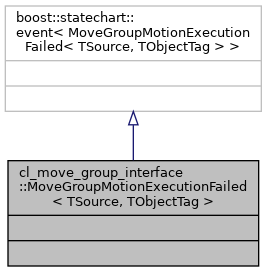 boost::statechart::
event< MoveGroupMotionExecution
Failed< TSource, TObjectTag > >
cl_move_group_interface
::MoveGroupMotionExecutionFailed
< TSource, TObjectTag >